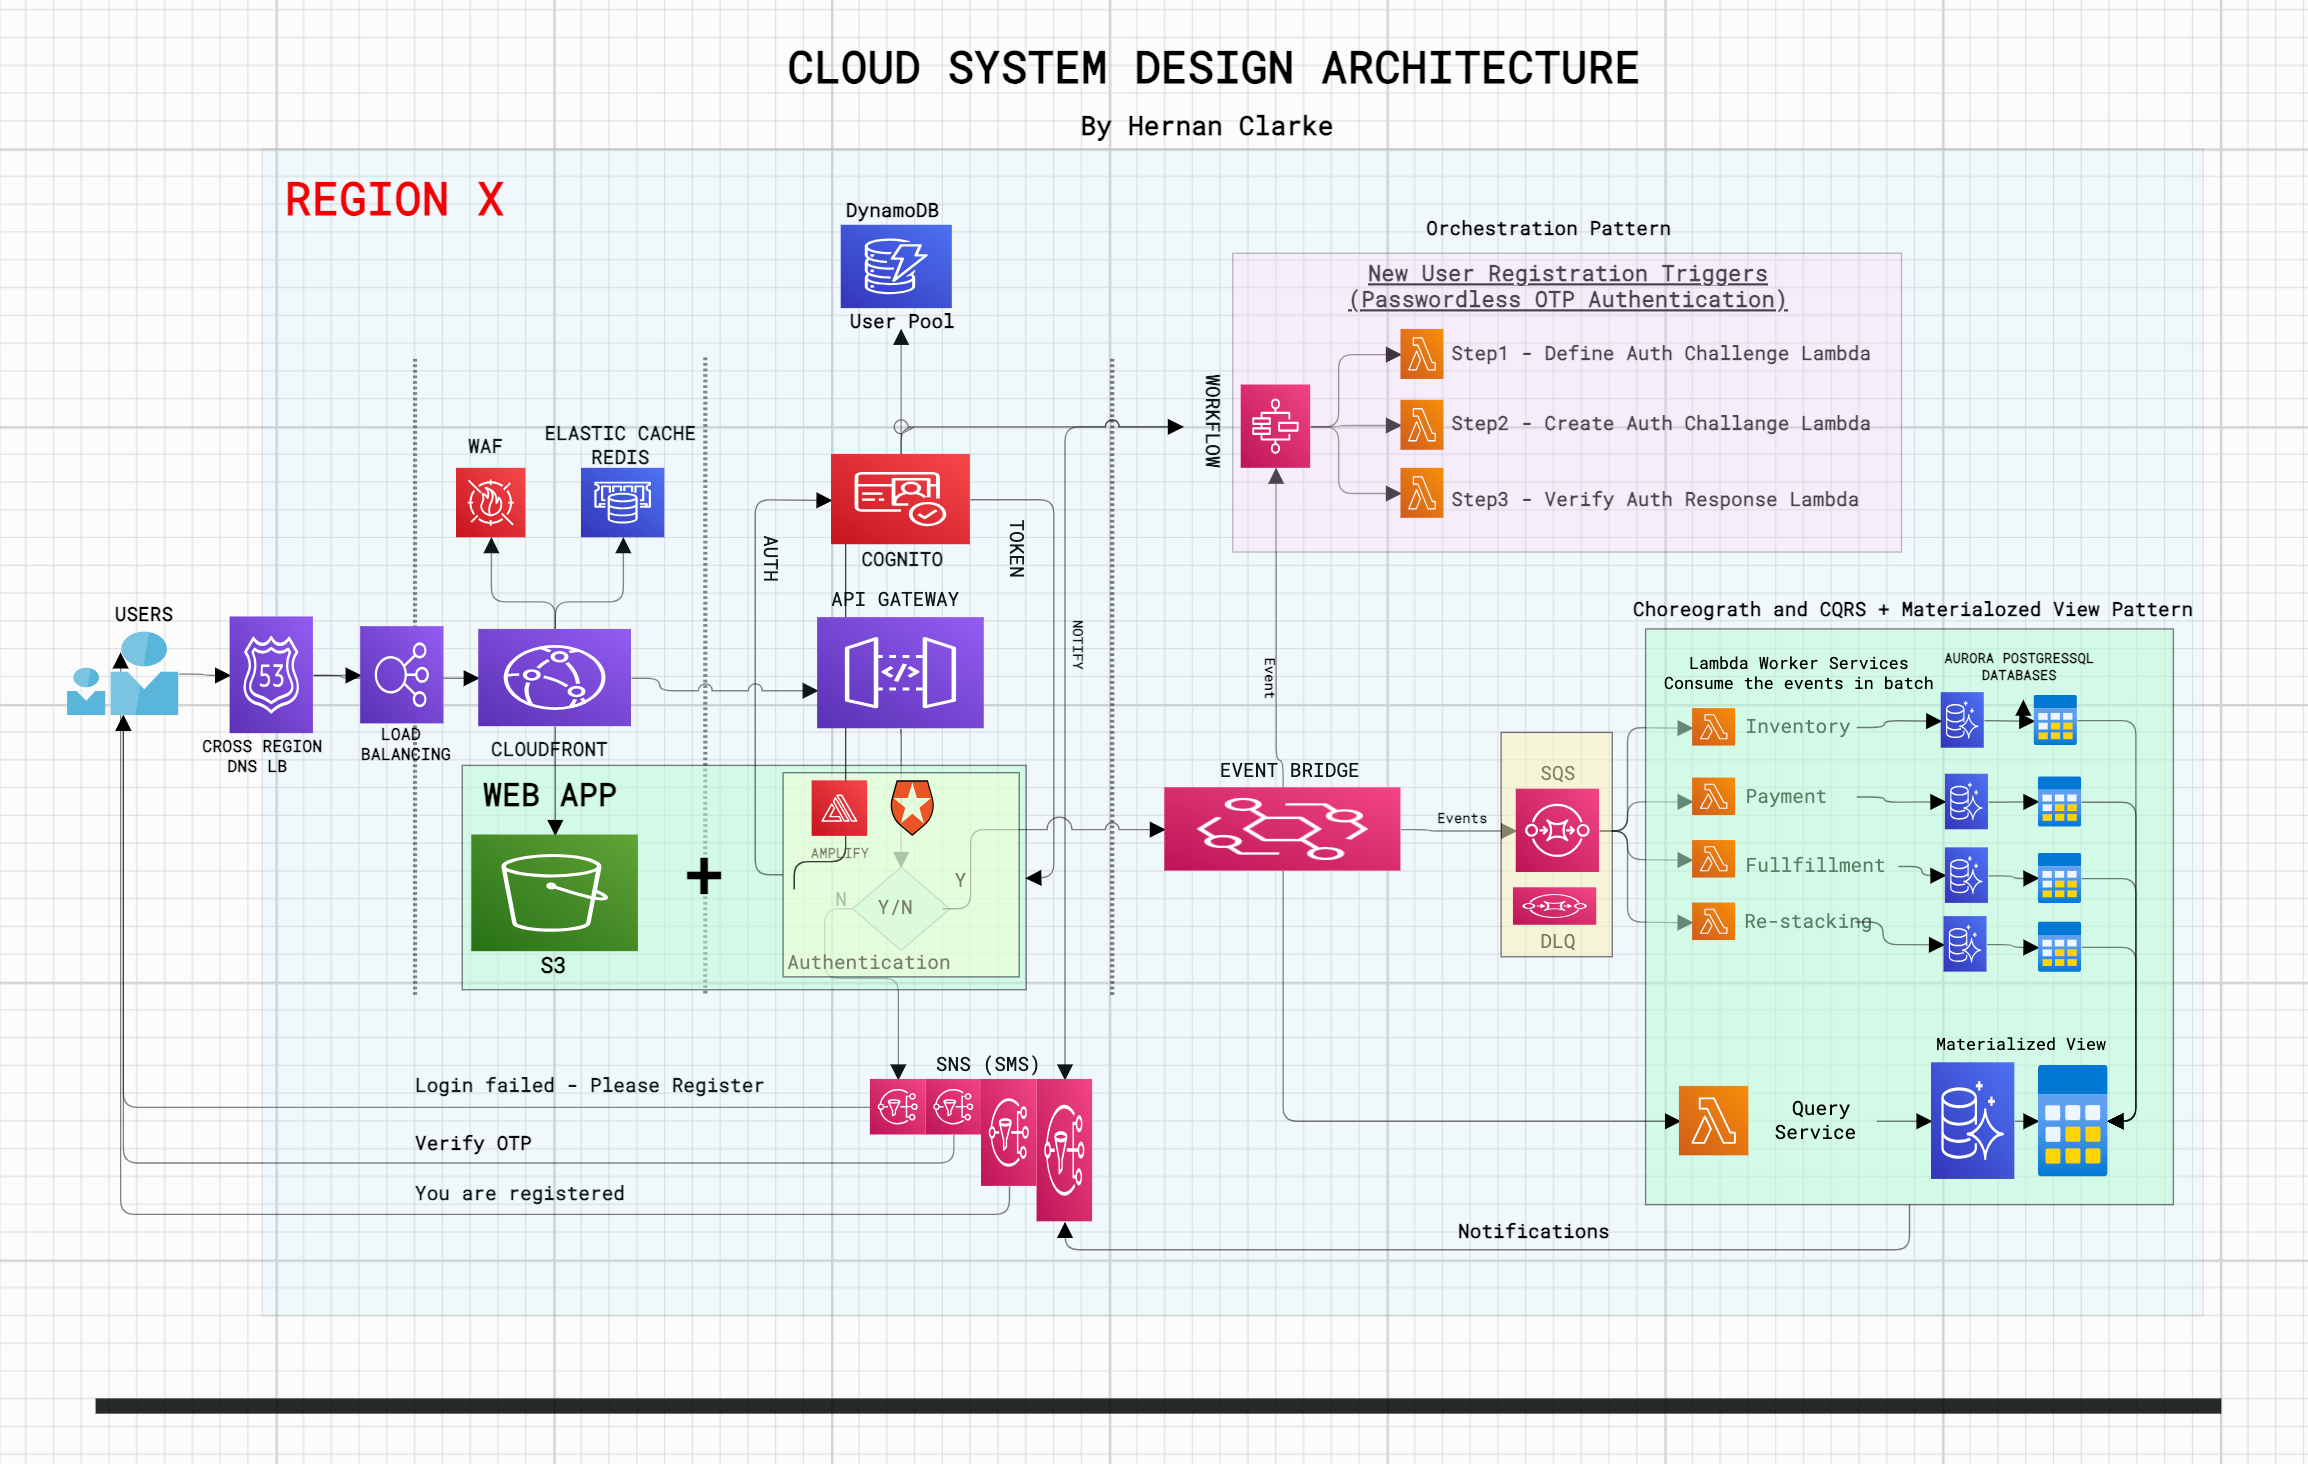 CLOUD SYSTEM DESIGN ARCHITECTURE
By Hernan Clarke
REGION X
DynamoDB
User Pool
Orchestration Pattern
New User Registration Triggers
(Passwordless OTP Authentication)
Step1 - Define Auth Challenge Lambda
Step2 - Create Auth Challange Lambda
Step3 - Verify Auth Response Lambda
WORKFLOW
WAF
ELASTIC CACHE
REDIS
AUTH
COGNITO
TOKEN
API GATEWAY
NOTIFY
Event
USERS
53
CROSS REGION
DNS LB
LOAD
BALANCING
CLOUDFRONT
WEB APP
S3
+
AMPLIFY
N
Y/N
Y
Authentication
EVENT BRIDGE
Events
SQS
DLQ
Choreograth and CQRS + Materialozed View Pattern
Lambda Worker Services
Consume the events in batch
AURORA POSTGRESSQL
DATABASES
Inventory
Payment
Fullfillment
Re-stacking
Materialized View
Query
Service
SNS (SMS)
Login failed - Please Register
Verify OTP
You are registered
Notifications